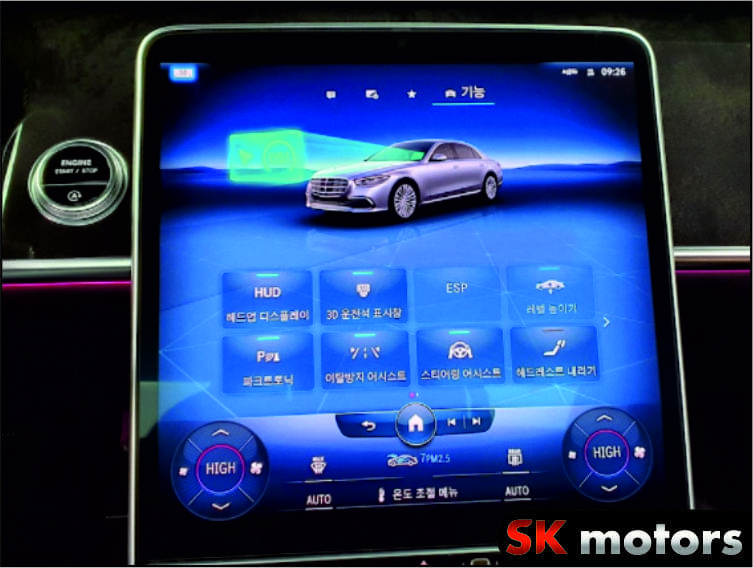 ENGINE
START / STOP
09:26
기능
HUD
헤드업 디스플레이
3D 운전석 표시창
ESP
레벨 높이기
파크트로닉
이탈방지 어시스트
스티어링 어시스트
헤드레스트 내리기
HIGH
7PM2.5
HIGH
AUTO
온도 조절 메뉴
AUTO
SK motors